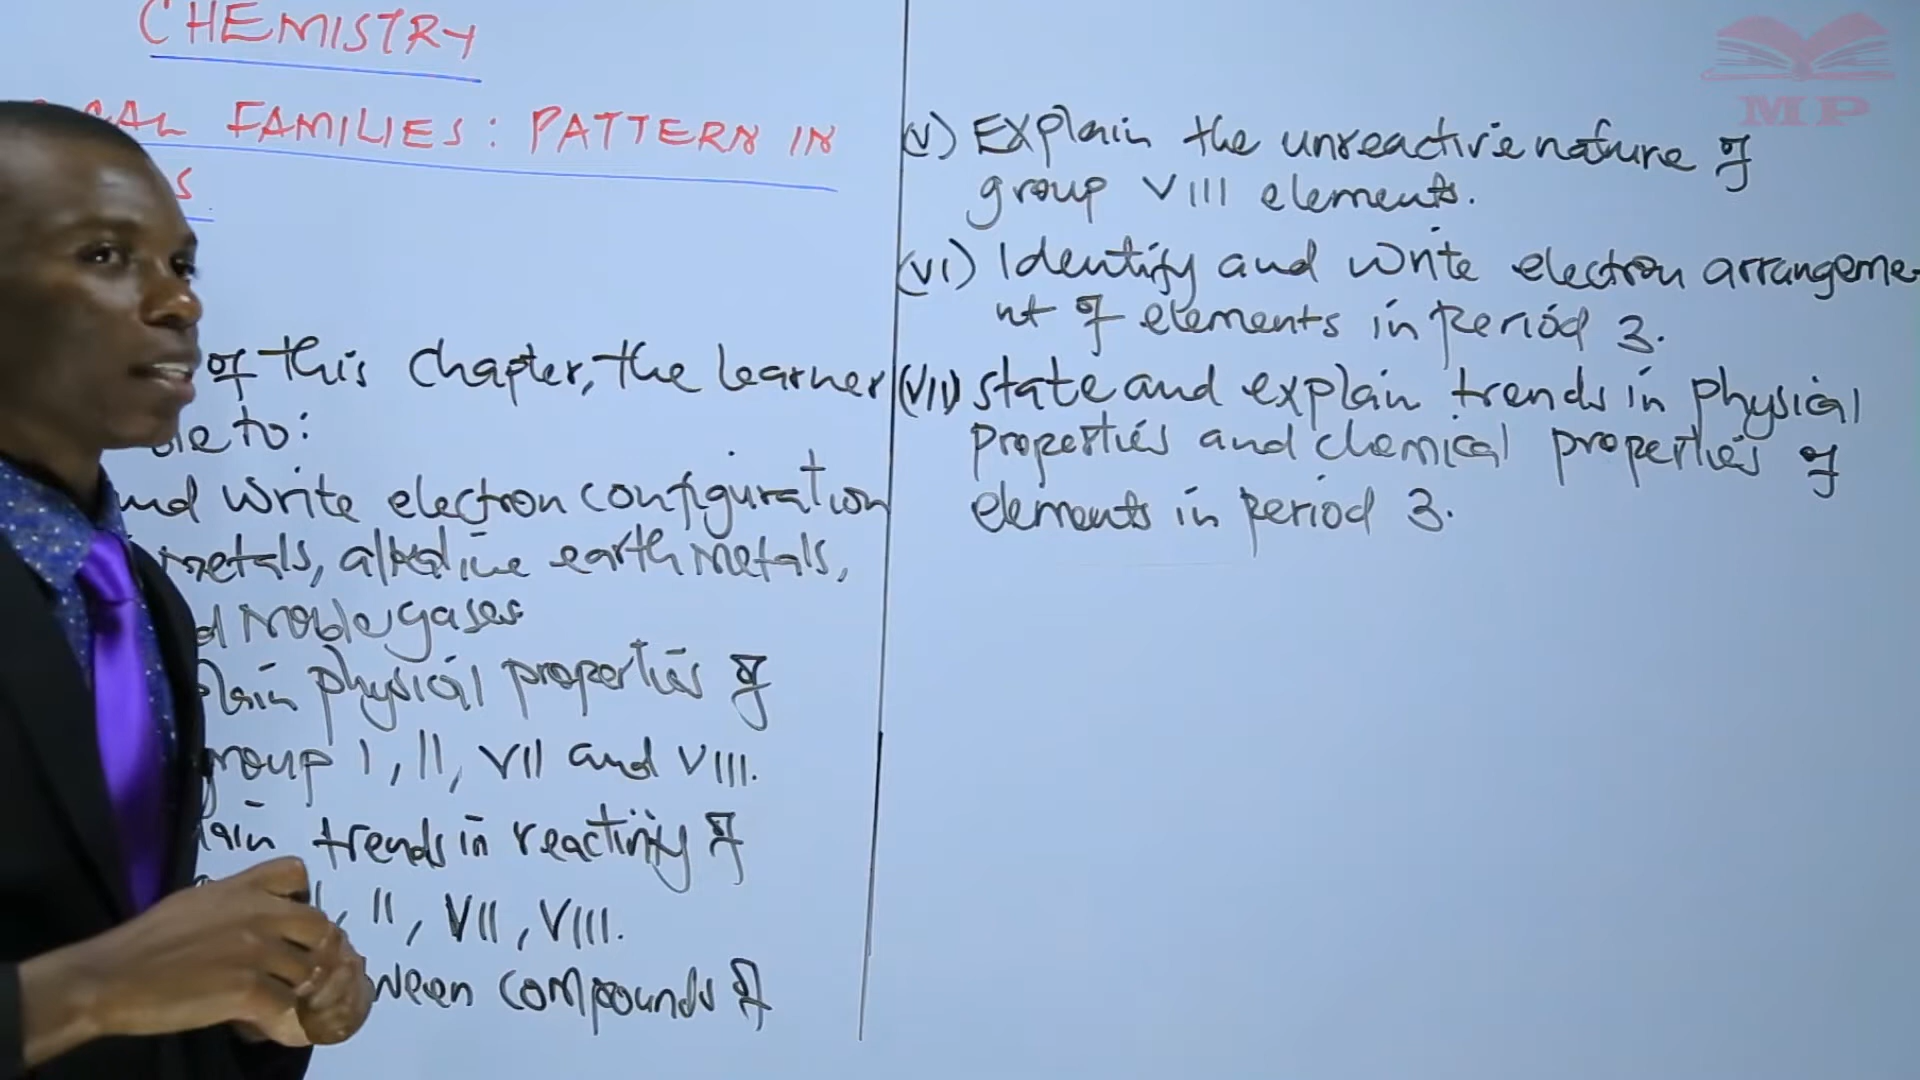 CHEMISTRY
FAMILIES: PATTERN IN
of this chapter, the learner
to:
and write electron configuration
metals, alkaline earth metals,
Noble gases
physical properties of
group I, II, VII and VIII.
trends in reactivity of
II, VII, VIII.
compounds of
(v) Explain the unreactive nature of
group VIII elements.
(vi) Identify and write electron arrangeme-
nt of elements in period 3.
(vii) state and explain trends in physical
properties and chemical properties of
elements in period 3.
MP